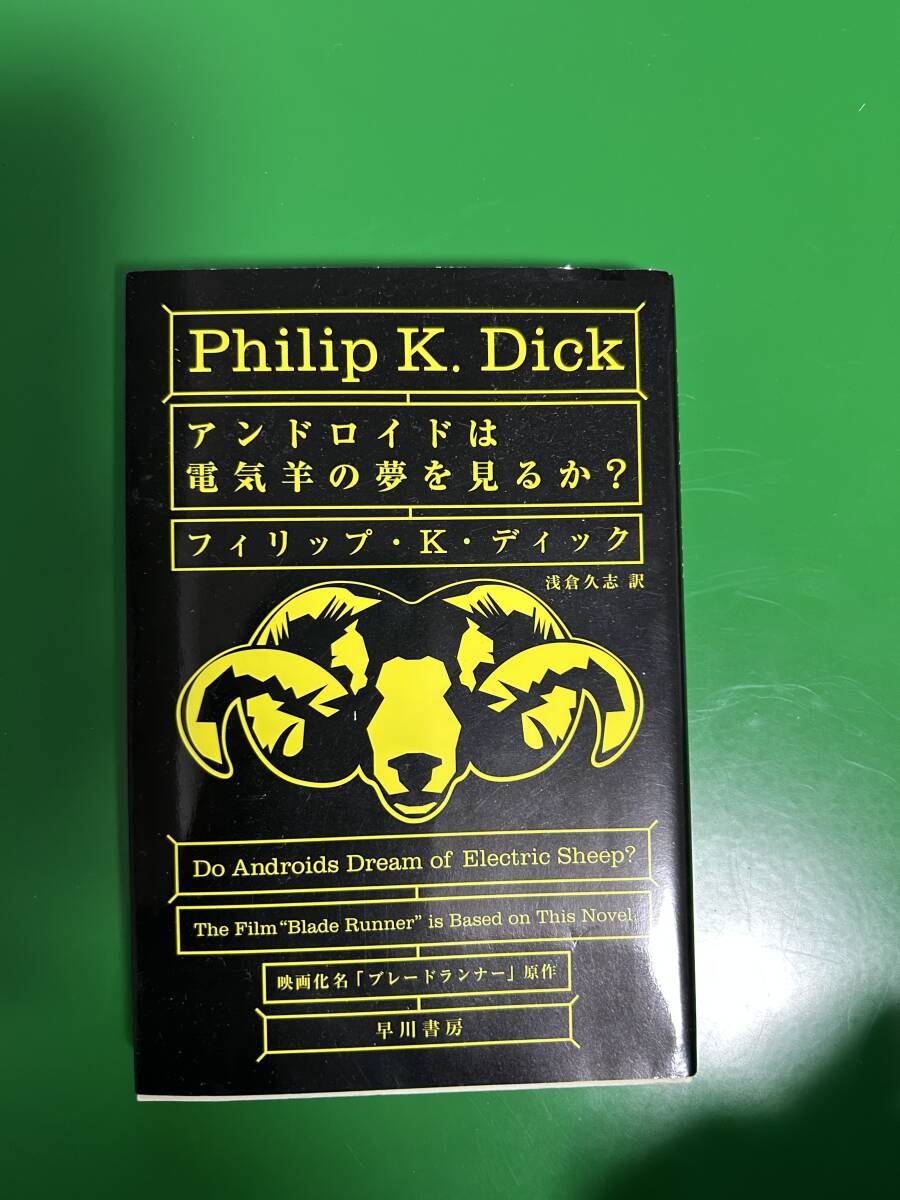 Philip K. Dick
アンドロイドは
電気羊の夢を見るか?
フィリップ・K・ディック
浅倉久志 訳
Do Androids Dream of Electric Sheep?
The Film “Blade Runner” is Based on This Novel.
映画化名「ブレードランナー」原作
早川書房